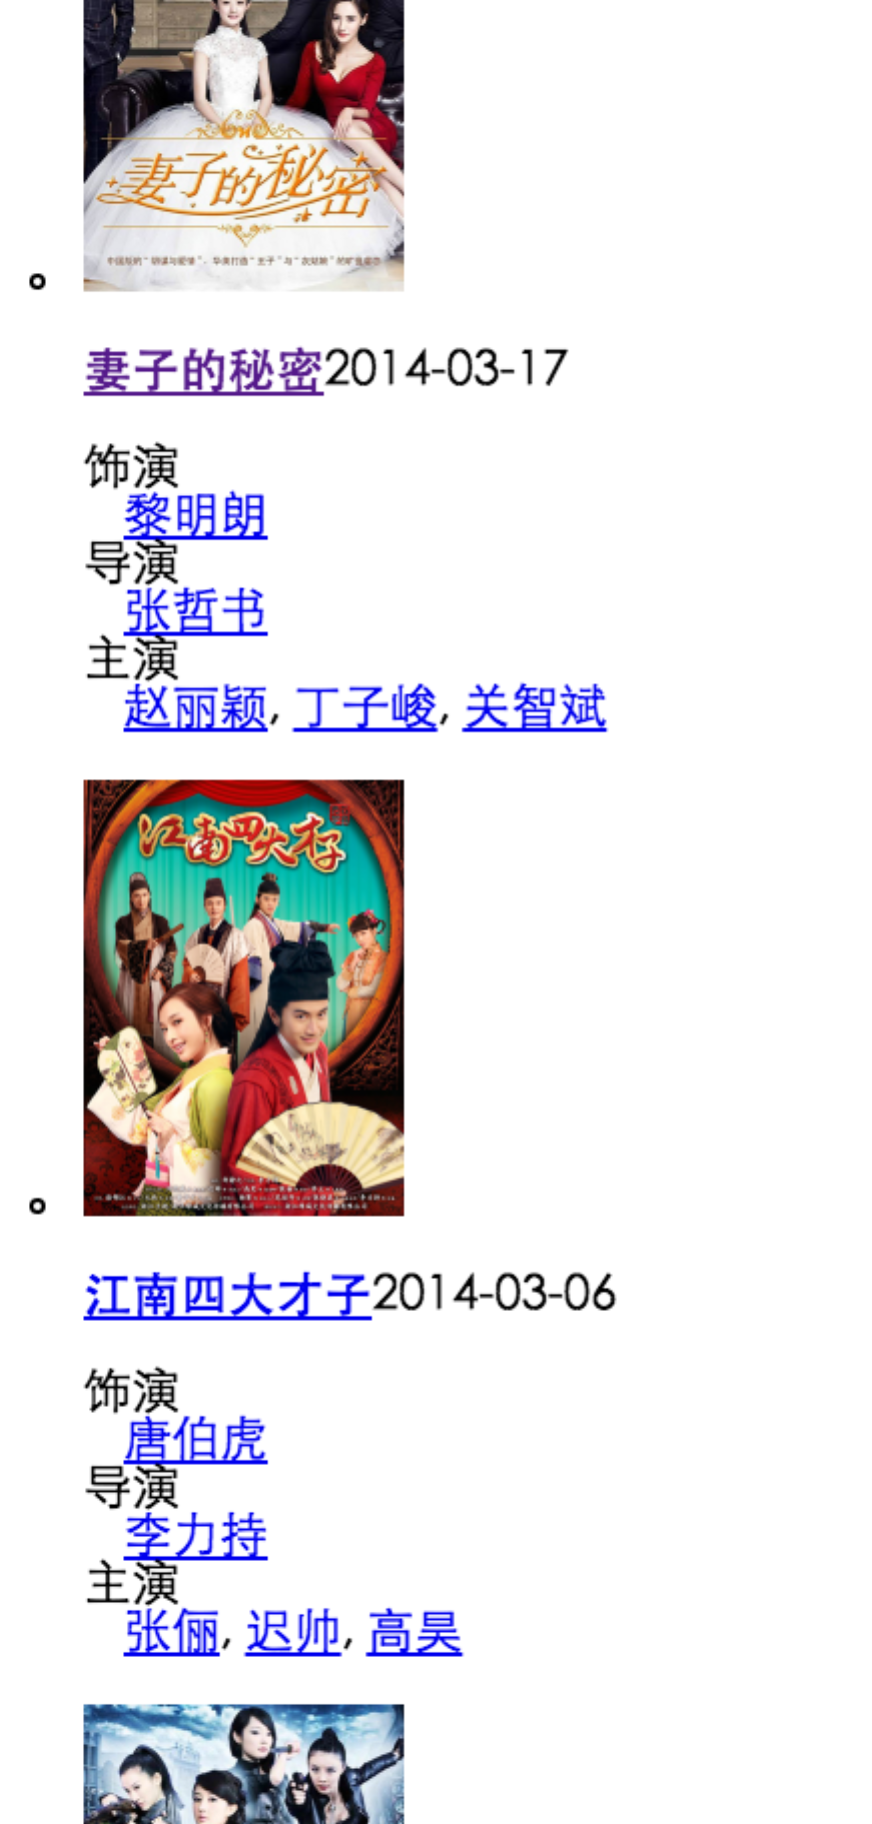 妻子的秘密
妻子的秘密2014-03-17
饰演
黎明朗
导演
张哲书
主演
赵丽颖, 丁子峻, 关智斌
江南四大才子
江南四大才子2014-03-06
饰演
唐伯虎
导演
李力持
主演
张俪, 迟帅, 高昊